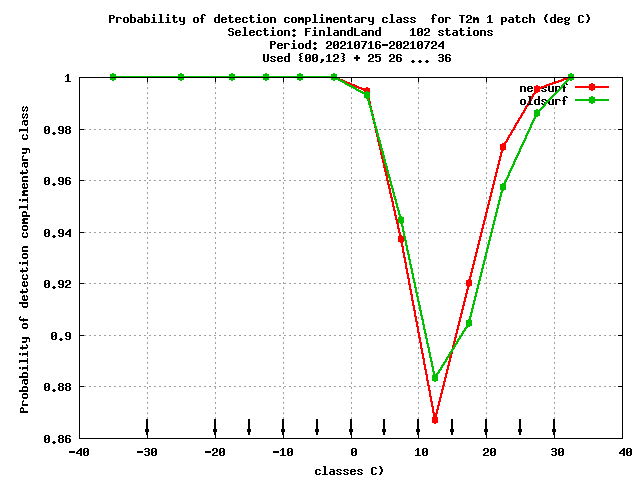 Probability of detection complimentary class  for T2m 1 patch (deg C)
Selection: FinlandLand    102 stations
Period: 20210716-20210724
Used {00,12} + 25 26 ... 36
newsurf
oldsurf
1
0.98
0.96
0.94
0.92
0.9
0.88
0.86
Probability of detection complimentary class
-40 -30 -20 -10 0 10 20 30 40
classes C)